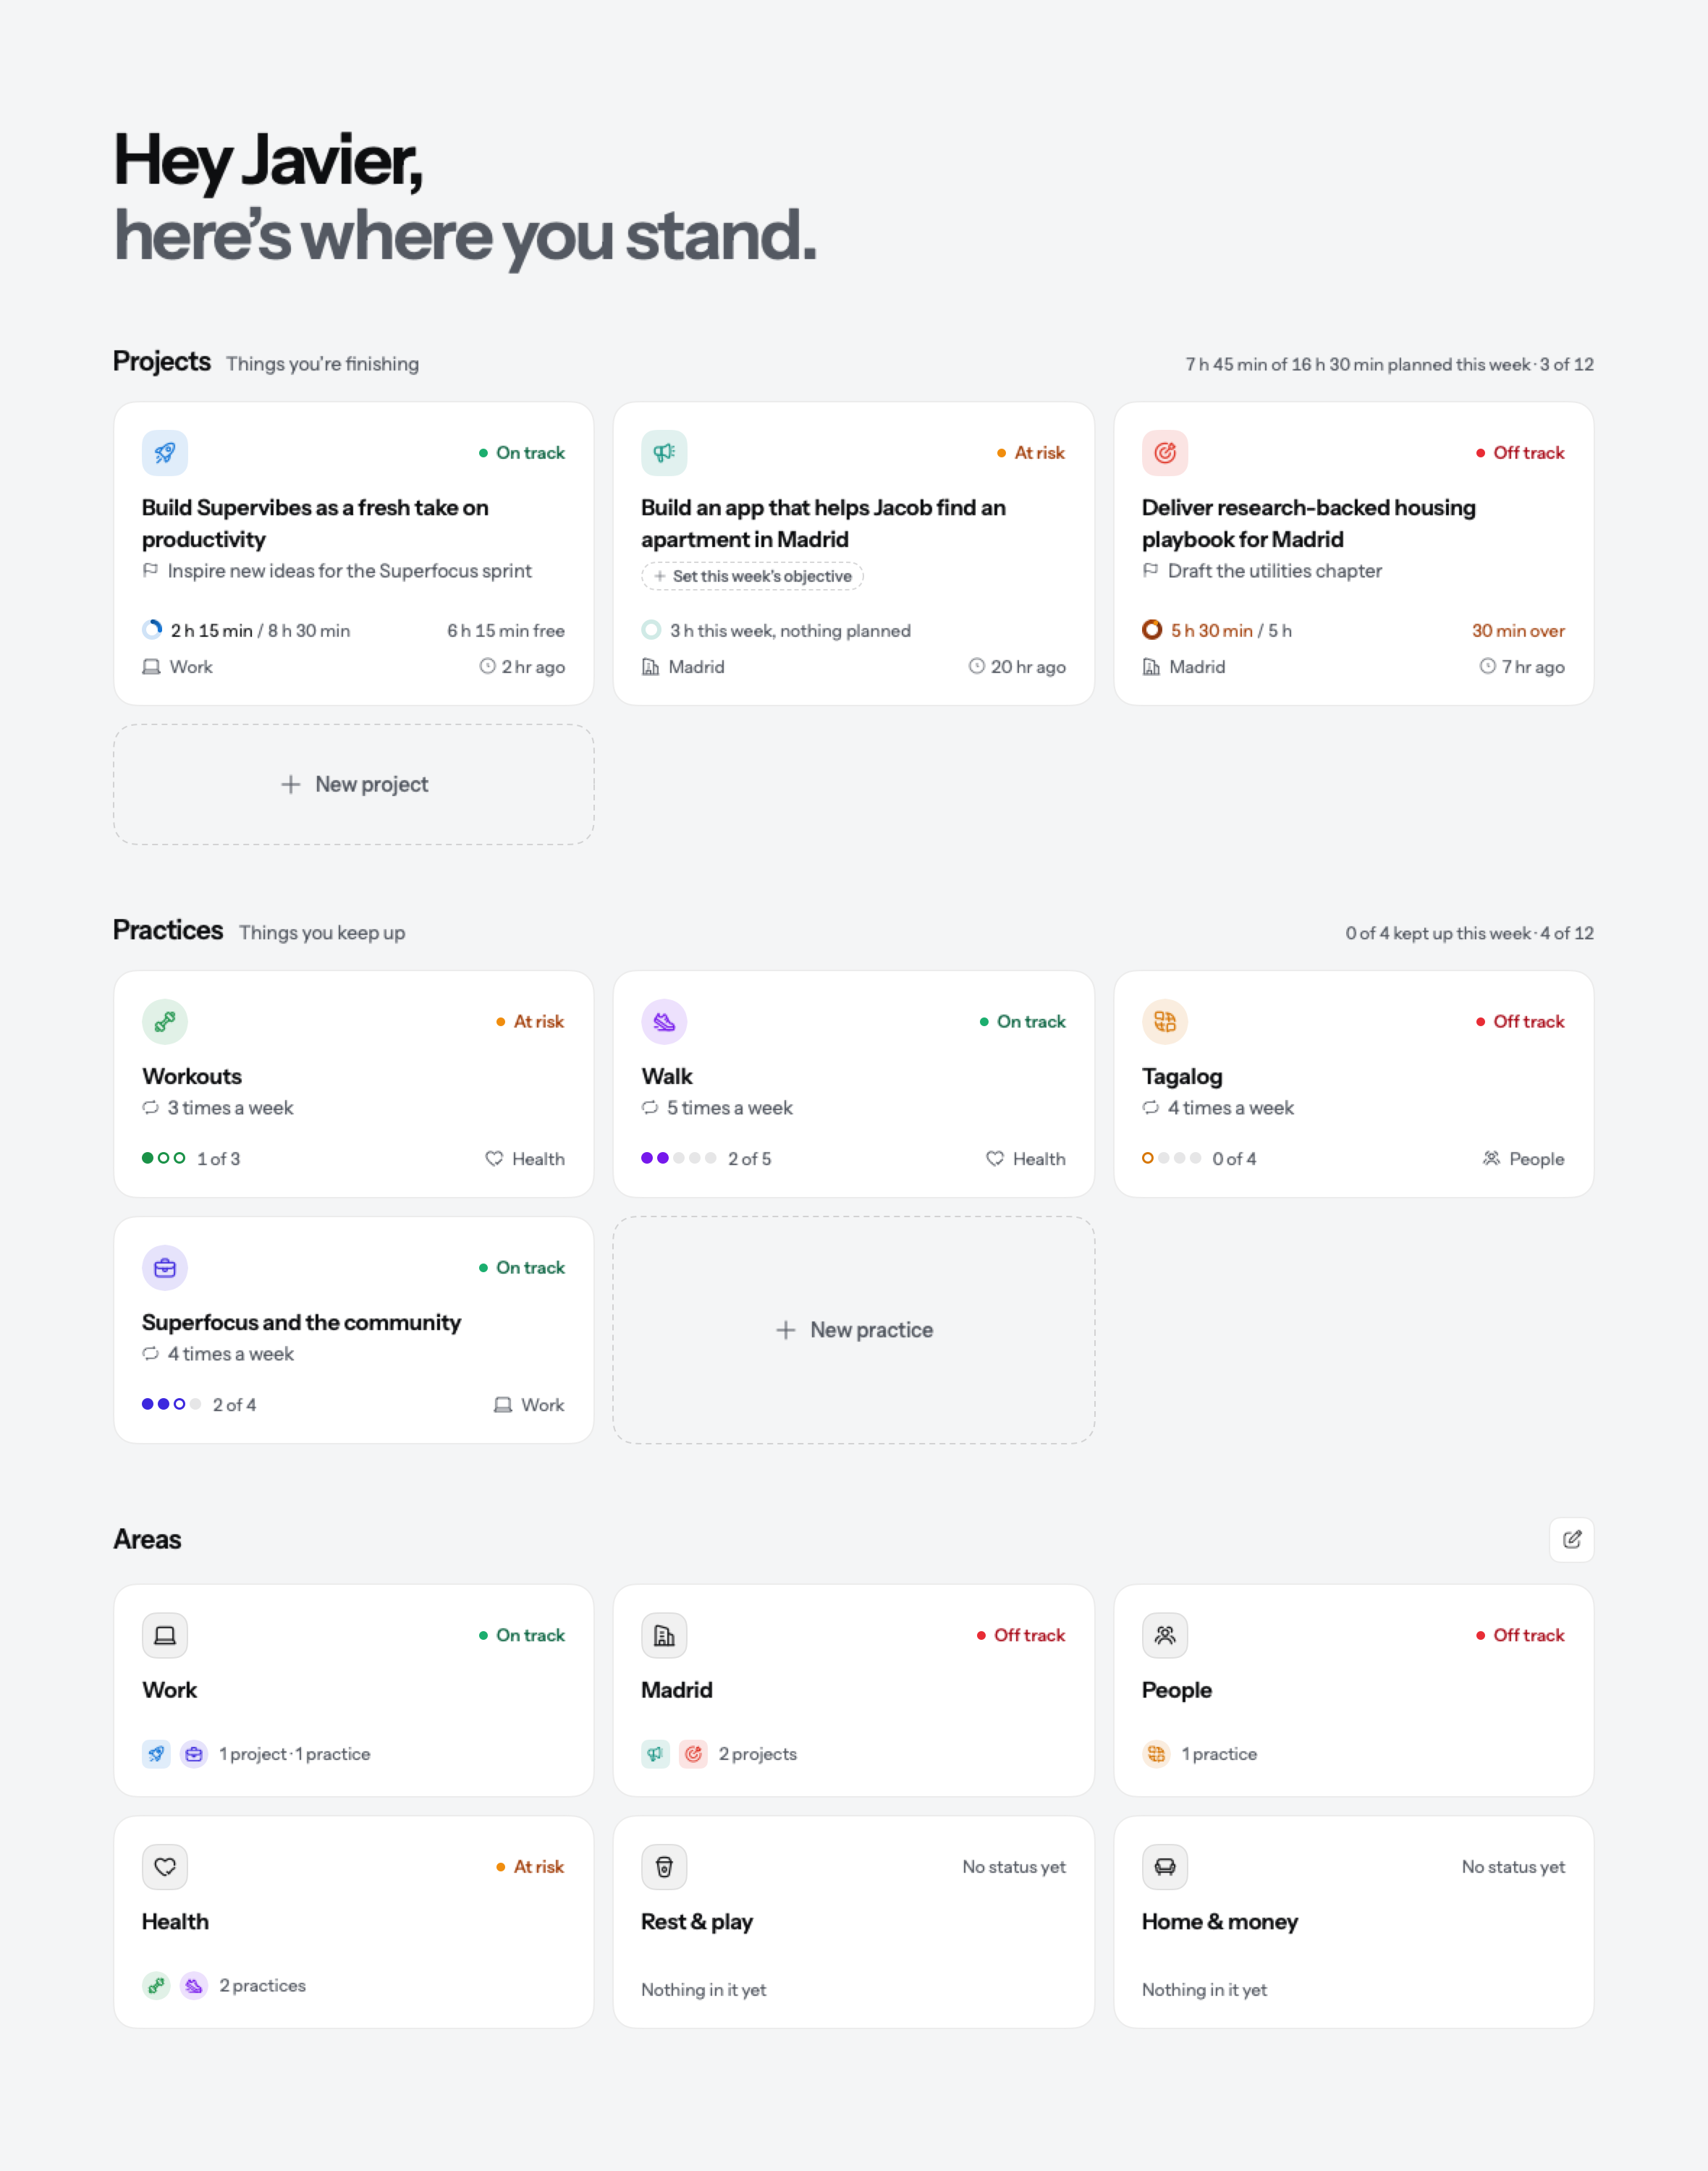 Hey Javier,
here’s where you stand.
Projects Things you’re finishing
7 h 45 min of 16 h 30 min planned this week · 3 of 12
On track
Build Supervibes as a fresh take on
productivity
Inspire new ideas for the Superfocus sprint
2 h 15 min / 8 h 30 min
6 h 15 min free
Work
2 hr ago
At risk
Build an app that helps Jacob find an
apartment in Madrid
+ Set this week’s objective
3 h this week, nothing planned
Madrid
20 hr ago
Off track
Deliver research-backed housing
playbook for Madrid
Draft the utilities chapter
5 h 30 min / 5 h
30 min over
Madrid
7 hr ago
+ New project
Practices Things you keep up
0 of 4 kept up this week · 4 of 12
At risk
Workouts
3 times a week
1 of 3
Health
On track
Walk
5 times a week
2 of 5
Health
Off track
Tagalog
4 times a week
0 of 4
People
On track
Superfocus and the community
4 times a week
2 of 4
Work
+ New practice
Areas
On track
Work
1 project · 1 practice
Off track
Madrid
2 projects
Off track
People
1 practice
At risk
Health
2 practices
No status yet
Rest & play
Nothing in it yet
No status yet
Home & money
Nothing in it yet